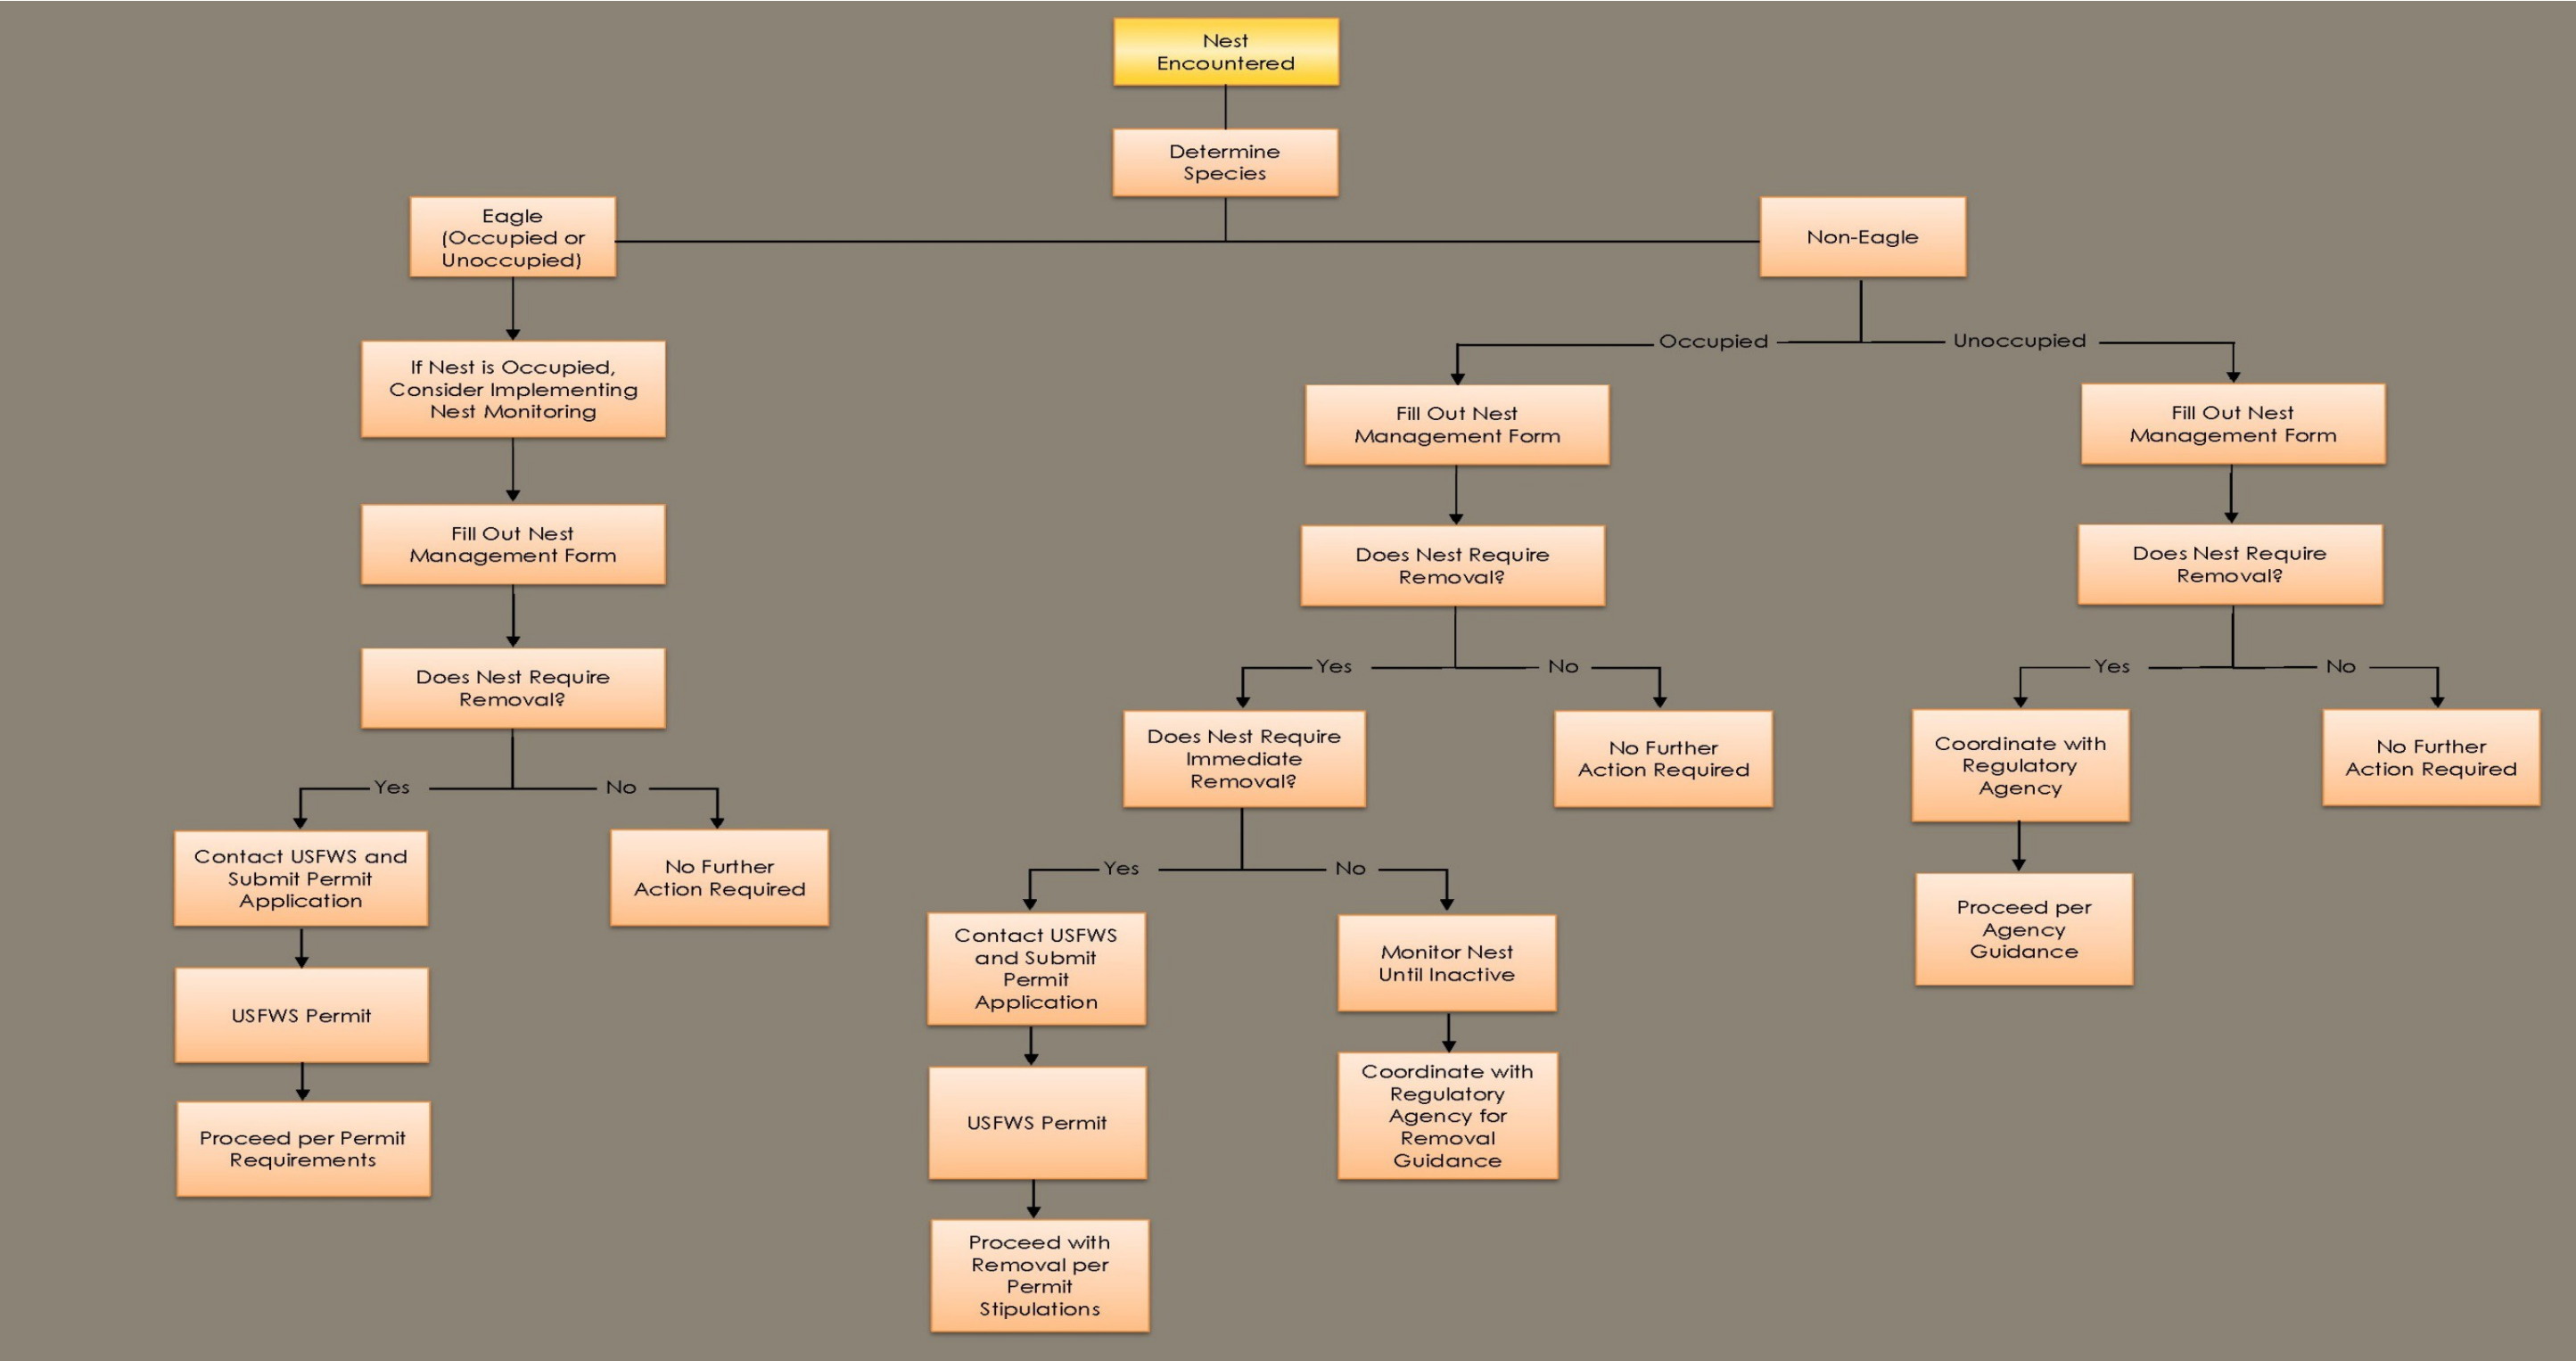 Nest
Encountered
Determine
Species
Eagle
(Occupied or
Unoccupied)
Non-Eagle
If Nest is Occupied,
Consider Implementing
Nest Monitoring
Fill Out Nest
Management Form
Does Nest Require
Removal?
Yes
No
Contact USFWS and
Submit Permit
Application
No Further
Action Required
USFWS Permit
Proceed per Permit
Requirements
Occupied
Unoccupied
Fill Out Nest
Management Form
Does Nest Require
Removal?
Yes
No
Does Nest Require
Immediate
Removal?
No Further
Action Required
Yes
No
Contact USFWS
and Submit
Permit
Application
Monitor Nest
Until Inactive
USFWS Permit
Coordinate with
Regulatory
Agency for
Removal
Guidance
Proceed with
Removal per
Permit
Stipulations
Fill Out Nest
Management Form
Does Nest Require
Removal?
Yes
No
Coordinate with
Regulatory
Agency
No Further
Action Required
Proceed per
Agency
Guidance